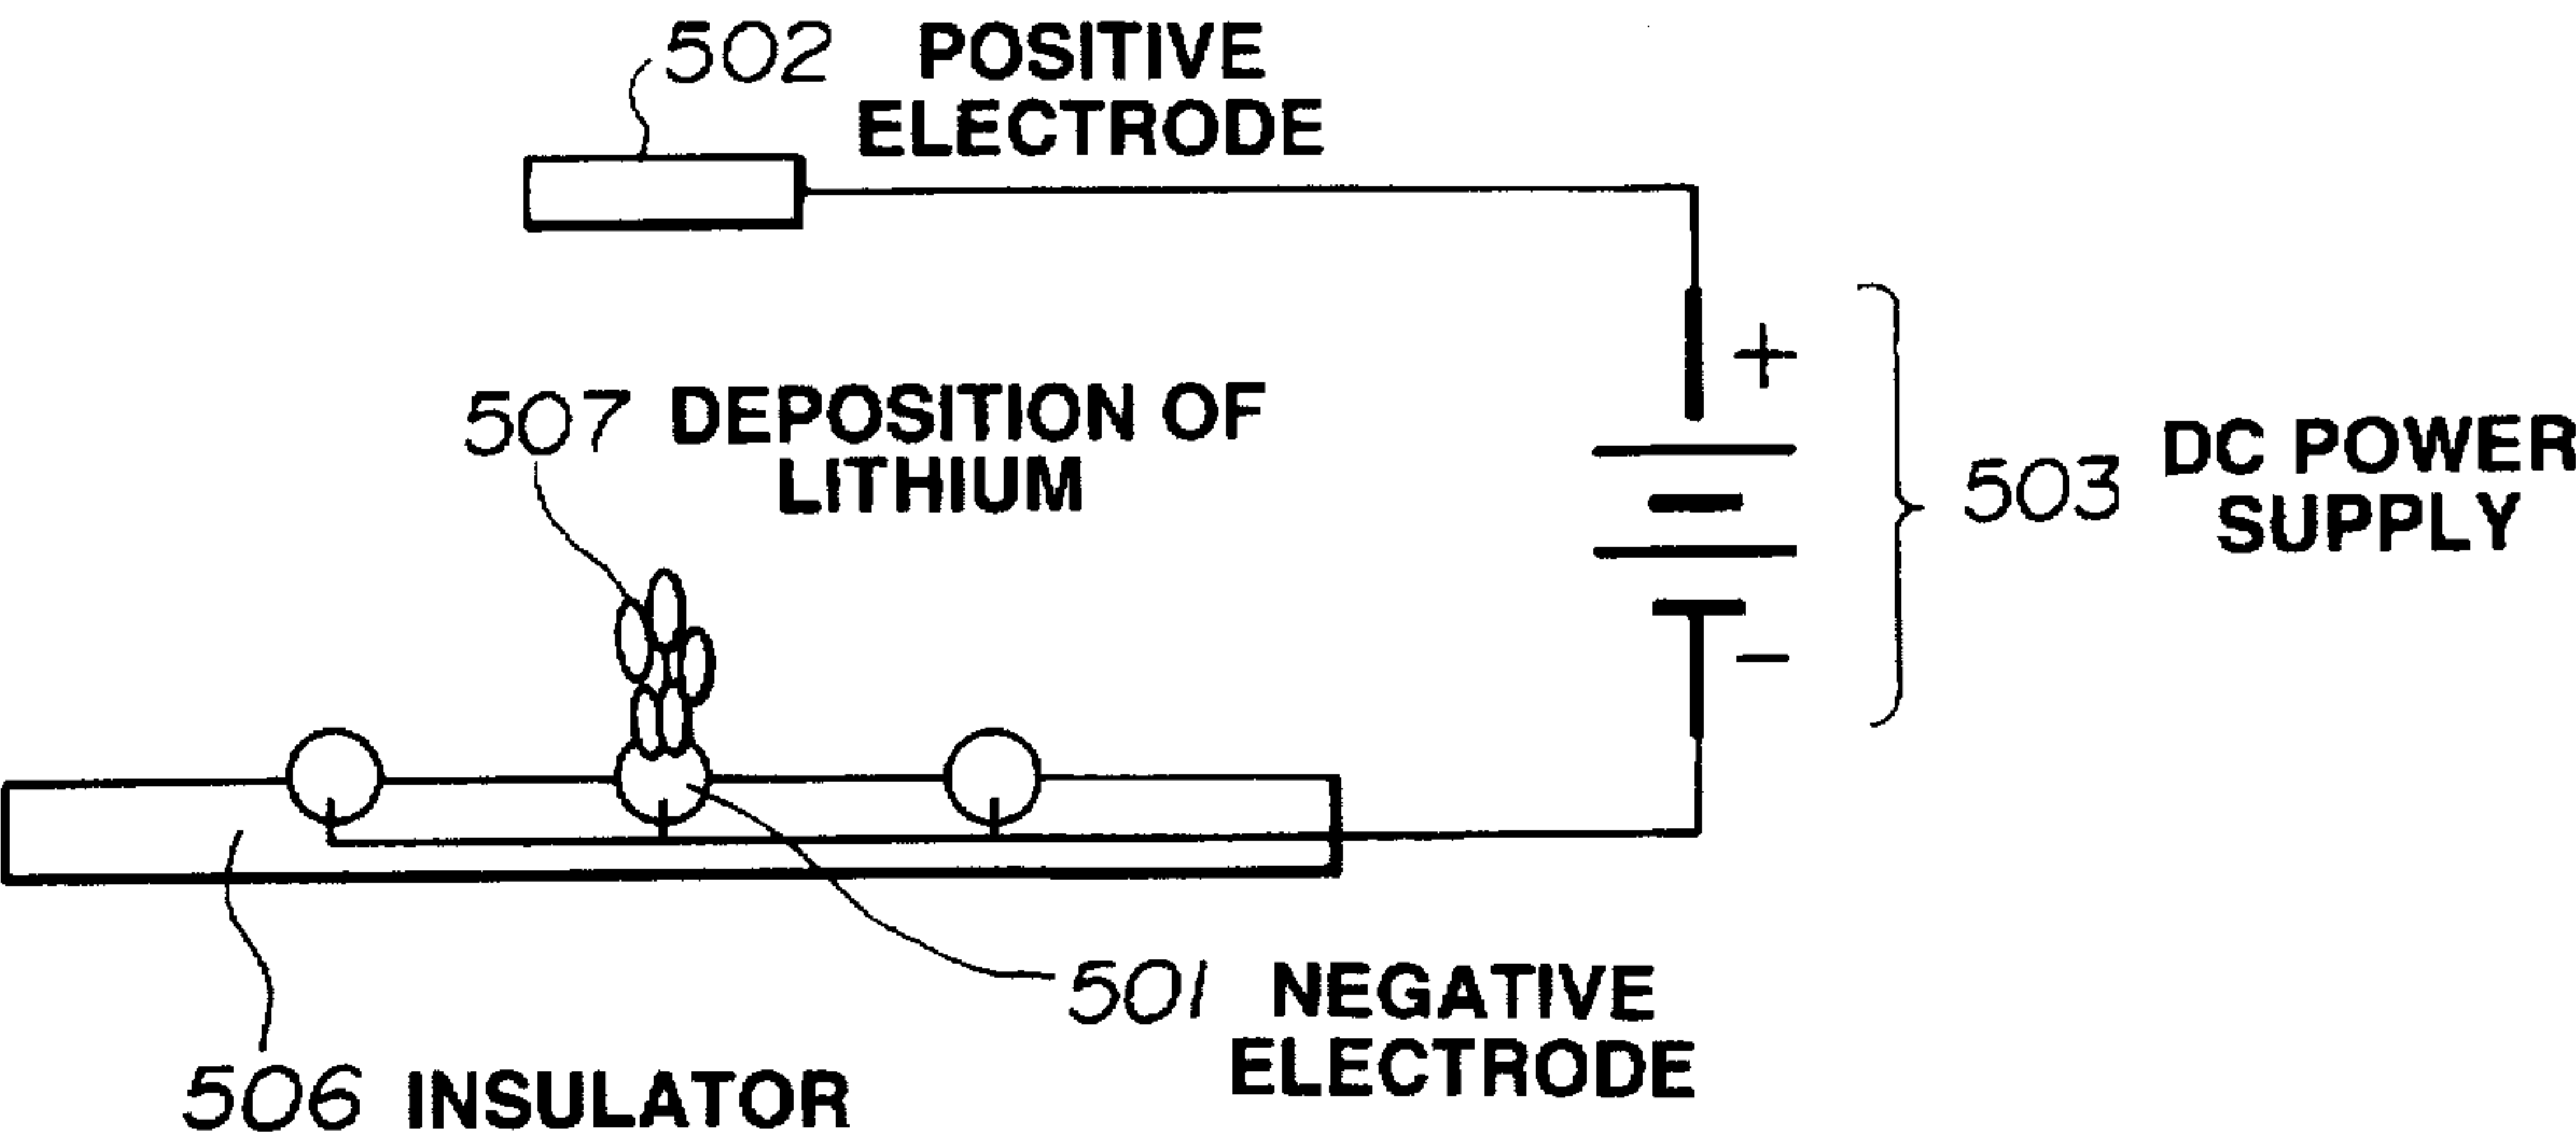 502 POSITIVE
ELECTRODE
+
507 DEPOSITION OF
LITHIUM
503 DC POWER
SUPPLY
−
501 NEGATIVE
ELECTRODE
506 INSULATOR